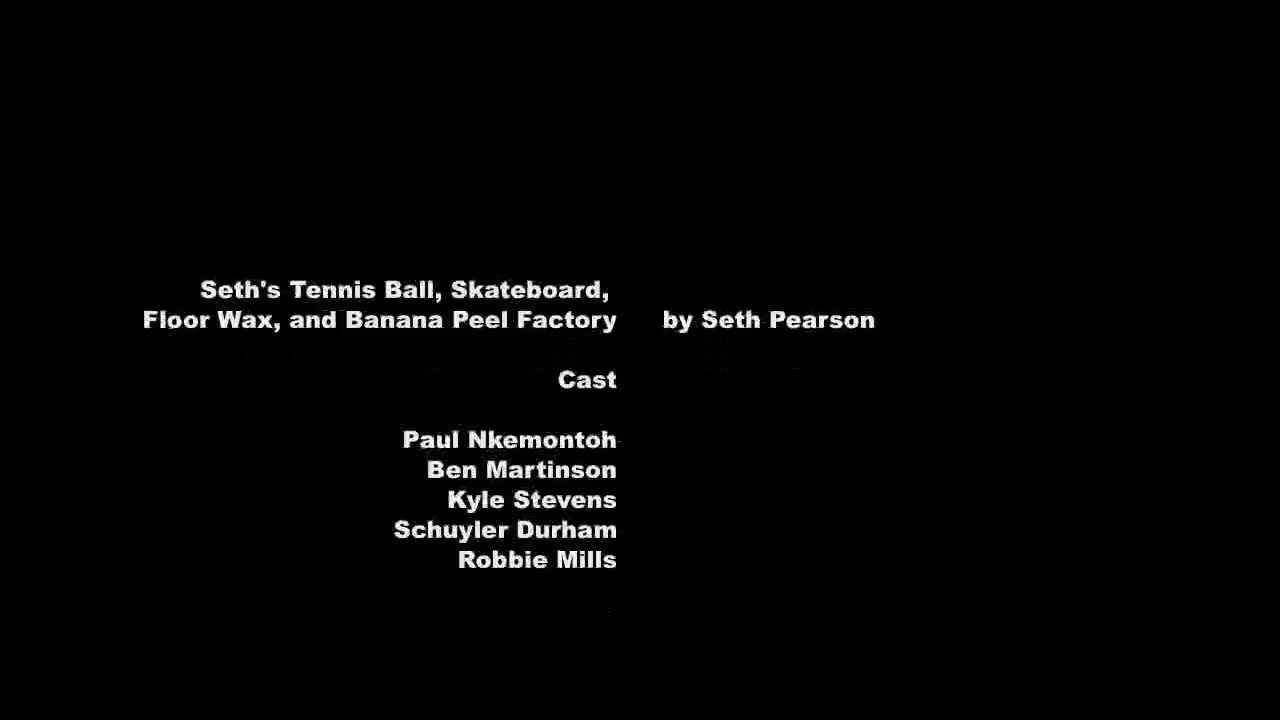 Seth's Tennis Ball, Skateboard,
Floor Wax, and Banana Peel Factory by Seth Pearson
Cast
Paul Nkemontoh
Ben Martinson
Kyle Stevens
Schuyler Durham
Robbie Mills